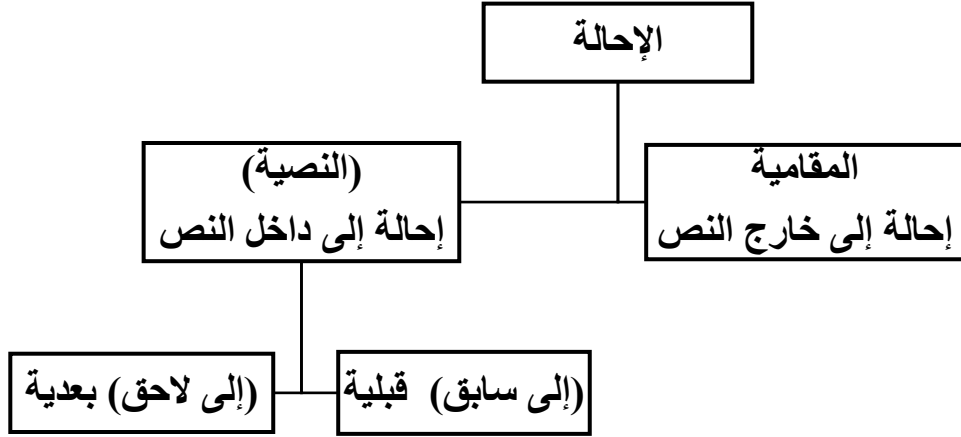 الإحالة
المقامية
إحالة إلى خارج النص
(النصية)
إحالة إلى داخل النص
(إلى سابق) قبلية
(إلى لاحق) بعدية